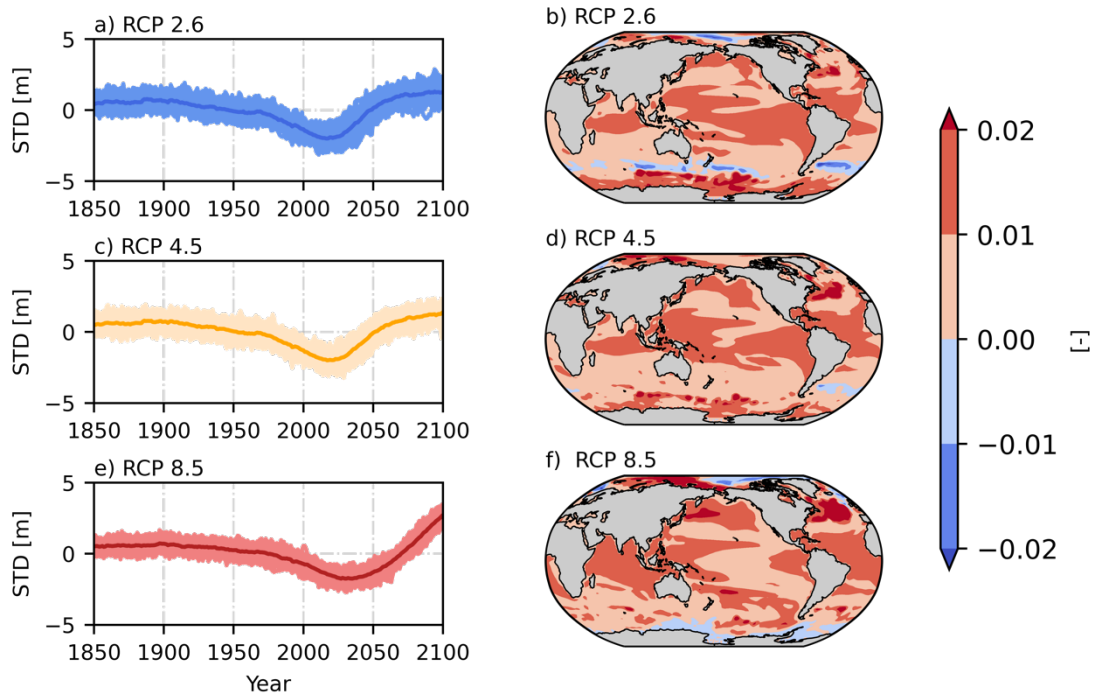 a) RCP 2.6
5
0
−5
STD [m]
1850 1900 1950 2000 2050 2100
b) RCP 2.6
c) RCP 4.5
5
0
−5
STD [m]
1850 1900 1950 2000 2050 2100
d) RCP 4.5
e) RCP 8.5
5
0
−5
STD [m]
1850 1900 1950 2000 2050 2100
Year
f) RCP 8.5
0.02
0.01
0.00
−0.01
−0.02
[-]